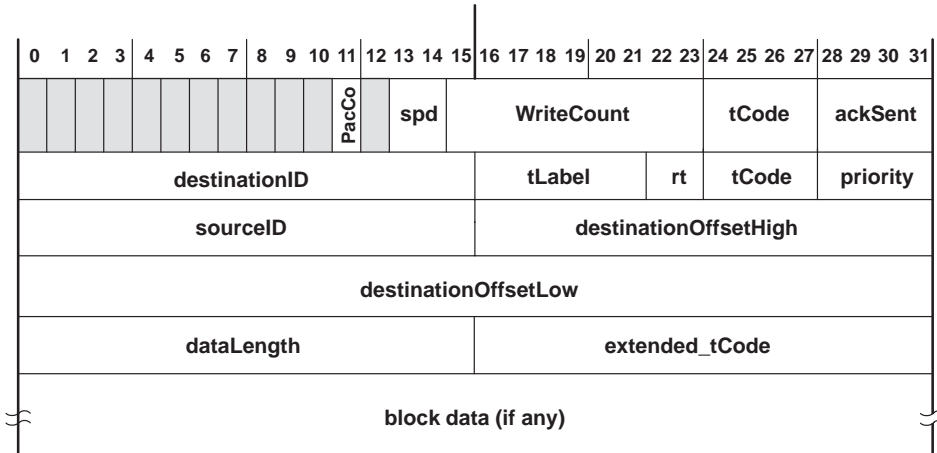 0 1 2 3 4 5 6 7 8 9 10 11 12 13 14 15 16 17 18 19 20 21 22 23 24 25 26 27 28 29 30 31
PacCo spd WriteCount tCode ackSent
destinationID tLabel rt tCode priority
sourceID destinationOffsetHigh
destinationOffsetLow
dataLength extended_tCode
block data (if any)